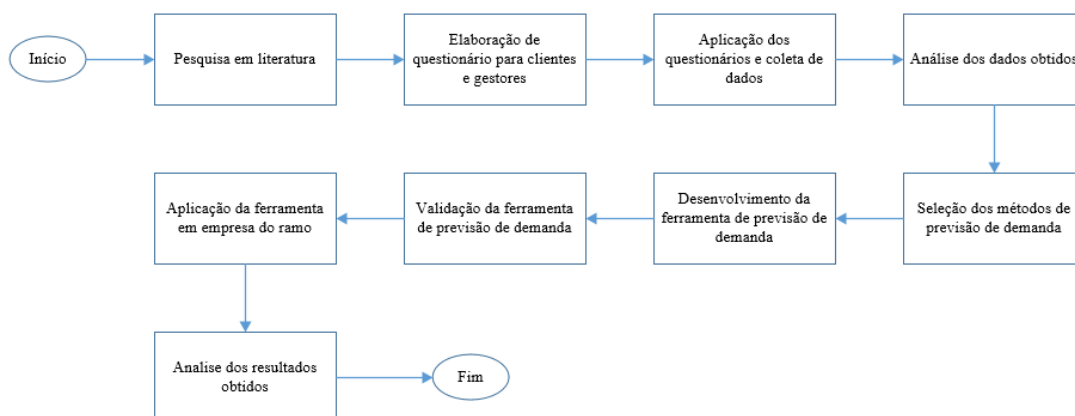 Início
Pesquisa em literatura
Elaboração de
questionário para clientes
e gestores
Aplicação dos
questionários e coleta de
dados
Análise dos dados obtidos
Seleção dos métodos de
previsão de demanda
Desenvolvimento da
ferramenta de previsão de
demanda
Validação da ferramenta
de previsão de demanda
Aplicação da ferramenta
em empresa do ramo
Analise dos resultados
obtidos
Fim